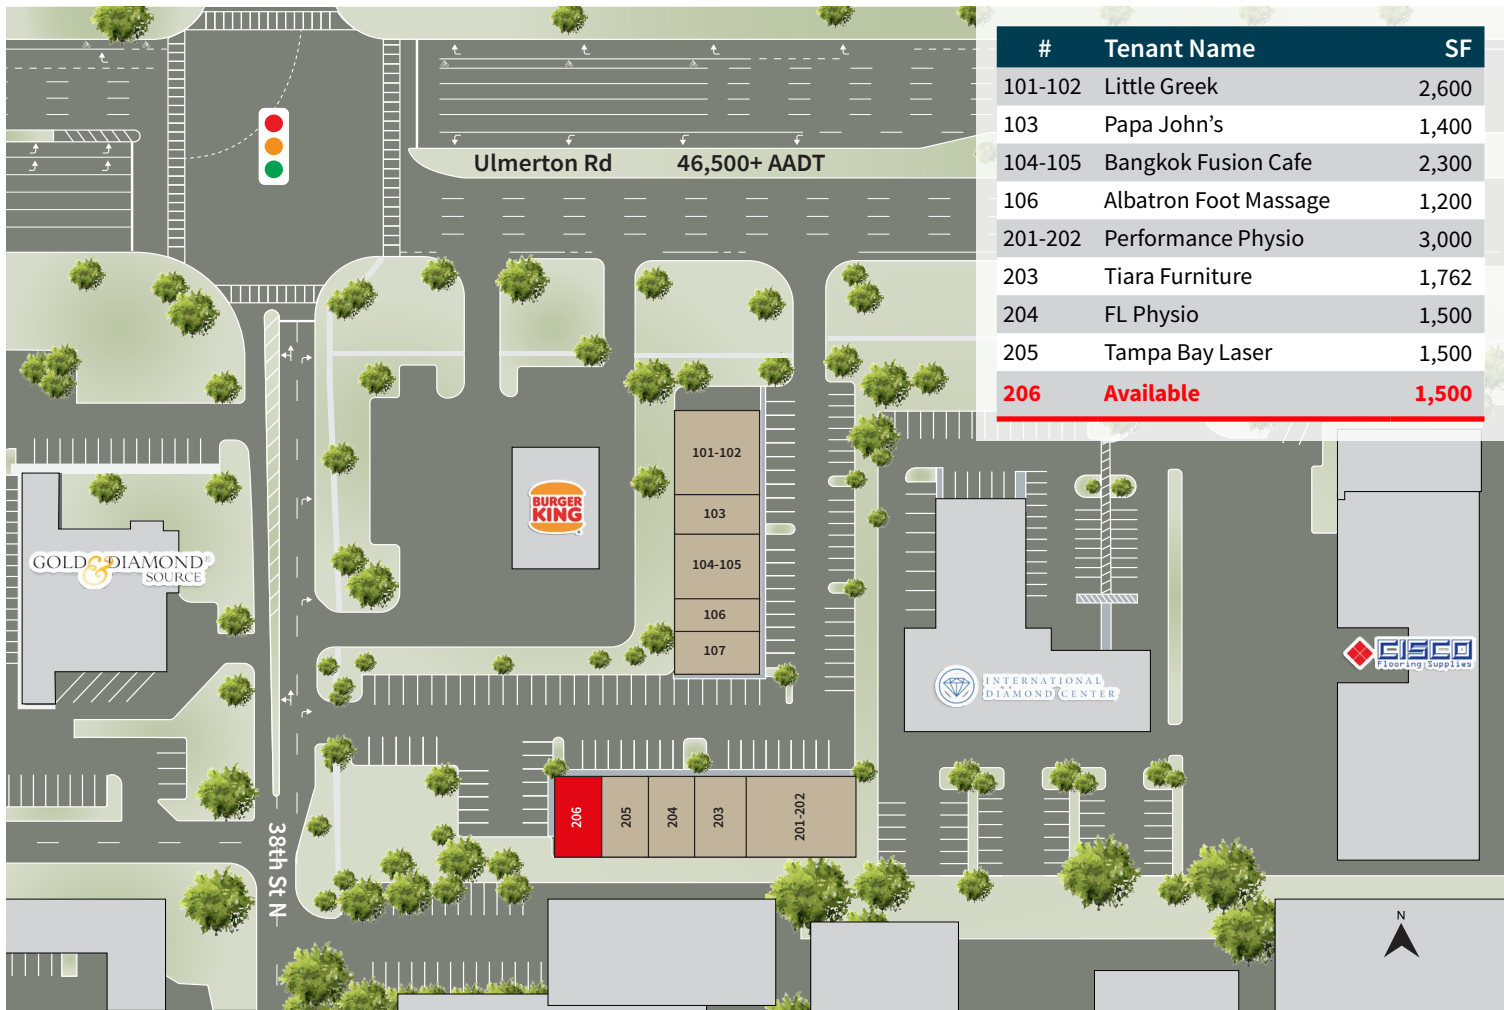 Ulmerton Rd 46,500+ AADT
# Tenant Name SF
101-102 Little Greek 2,600
103 Papa John’s 1,400
104-105 Bangkok Fusion Cafe 2,300
106 Albatron Foot Massage 1,200
201-202 Performance Physio 3,000
203 Tiara Furniture 1,762
204 FL Physio 1,500
205 Tampa Bay Laser 1,500
206 Available 1,500
101-102
103
104-105
106
107
BURGER
KING
GOLD & DIAMOND
SOURCE
INTERNATIONAL
DIAMOND CENTER
CISCO
Flooring Supplies
206
205
204
203
201-202
38th St N
N